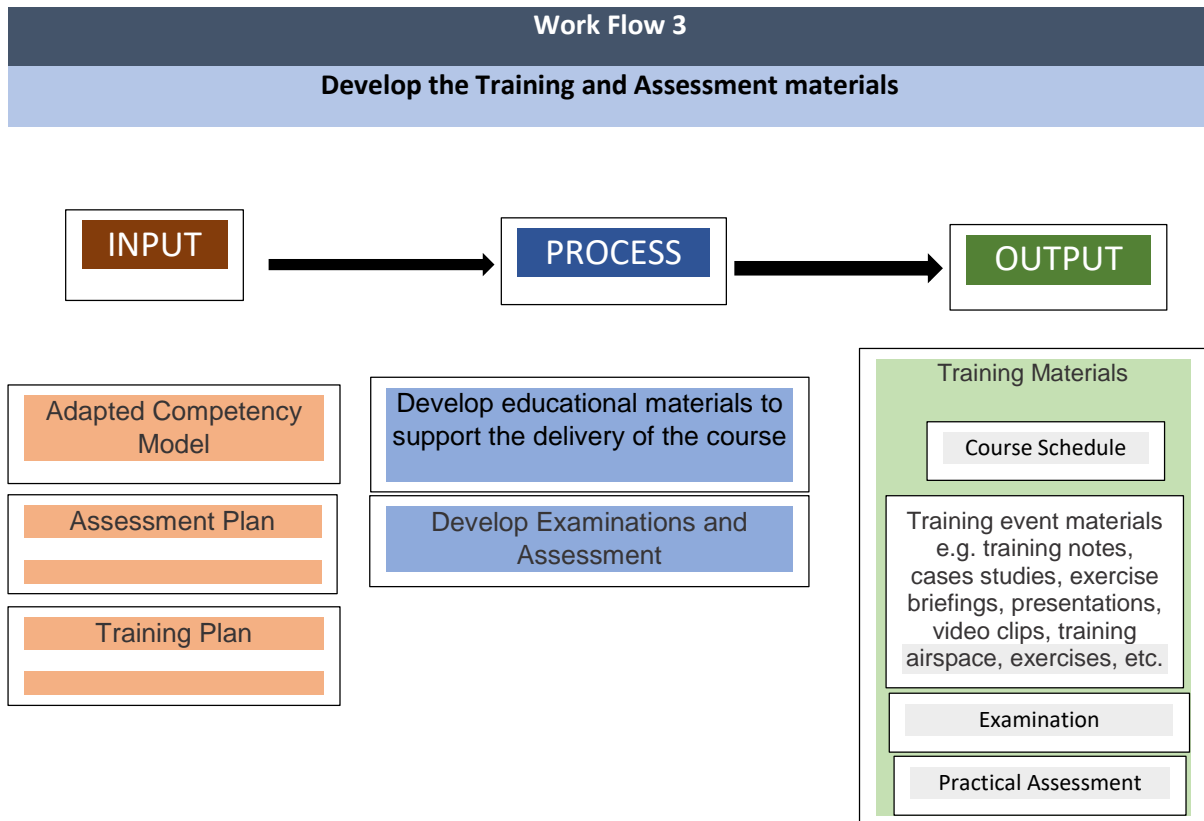 Work Flow 3
Develop the Training and Assessment materials
INPUT
PROCESS
OUTPUT
Adapted Competency
Model
Assessment Plan
Training Plan
Develop educational materials to
support the delivery of the course
Develop Examinations and
Assessment
Training Materials
Course Schedule
Training event materials
e.g. training notes,
cases studies, exercise
briefings, presentations,
video clips, training
airspace, exercises, etc.
Examination
Practical Assessment